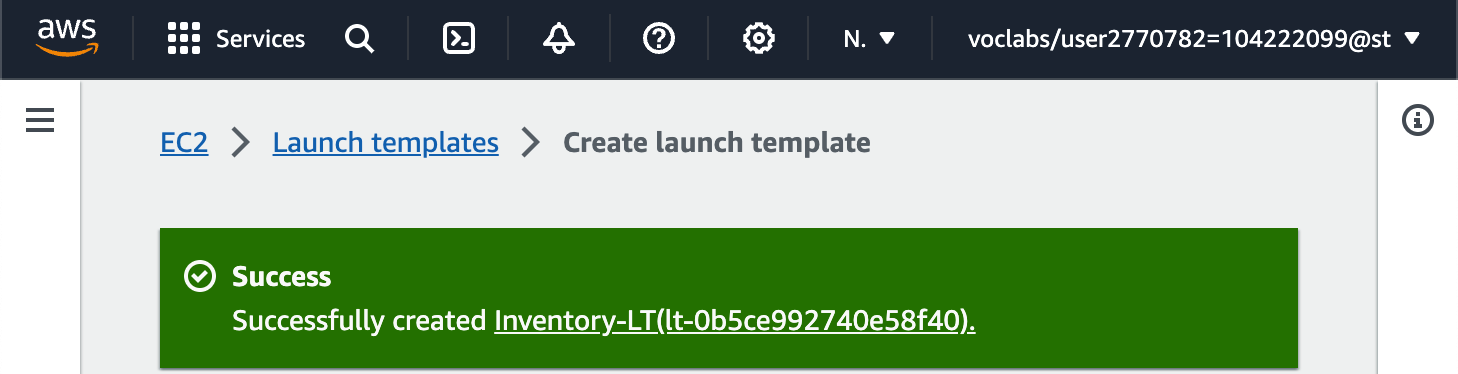 aws Services N. voclabs/user2770782=104222099@st
EC2 Launch templates Create launch template
Success
Successfully created Inventory-LT(lt-0b5ce992740e58f40).